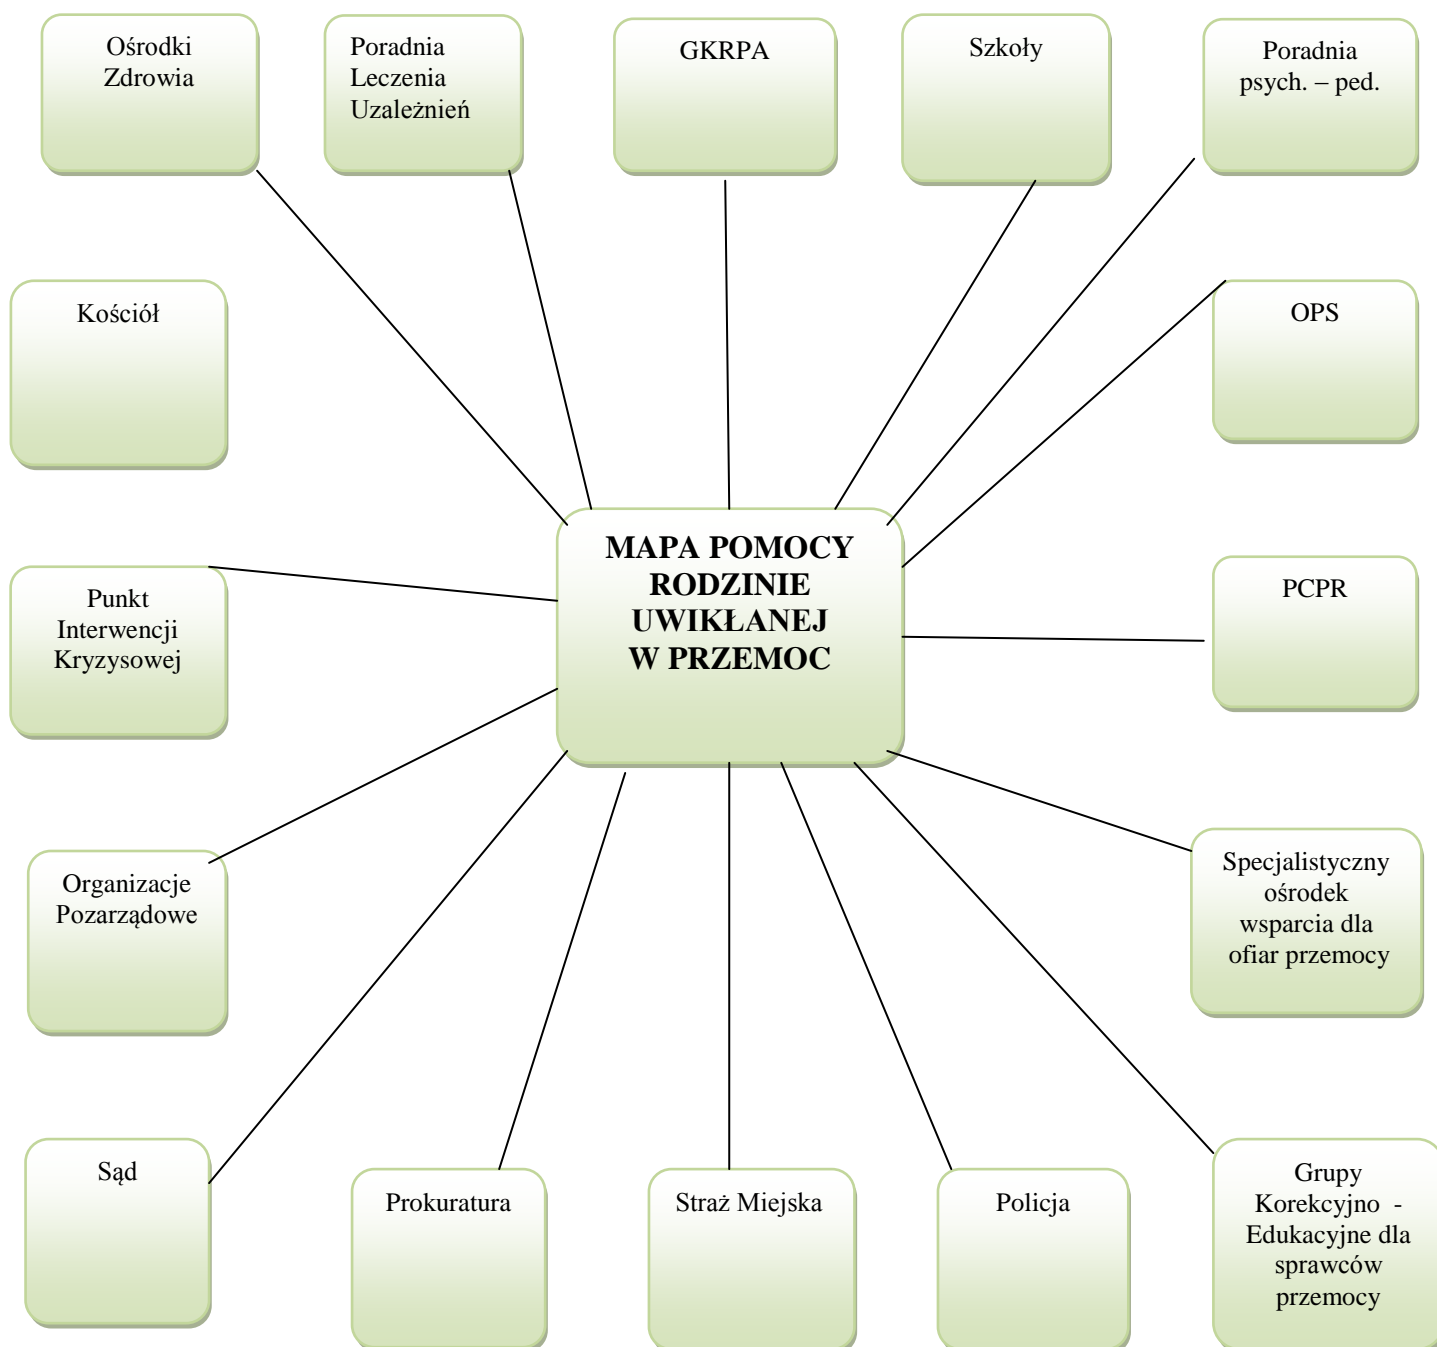 Ośrodki
Zdrowia
Poradnia
Leczenia
Uzależnień
GKRPA
Szkoły
Poradnia
psych. – ped.
Kościół
OPS
MAPA POMOCY
RODZINIE
UWIKŁANEJ
W PRZEMOC
Punkt
Interwencji
Kryzysowej
PCPR
Organizacje
Pozarządowe
Specjalistyczny
ośrodek
wsparcia dla
ofiar przemocy
Sąd
Prokuratura
Straż Miejska
Policja
Grupy
Korekcyjno -
Edukacyjne dla
sprawców
przemocy